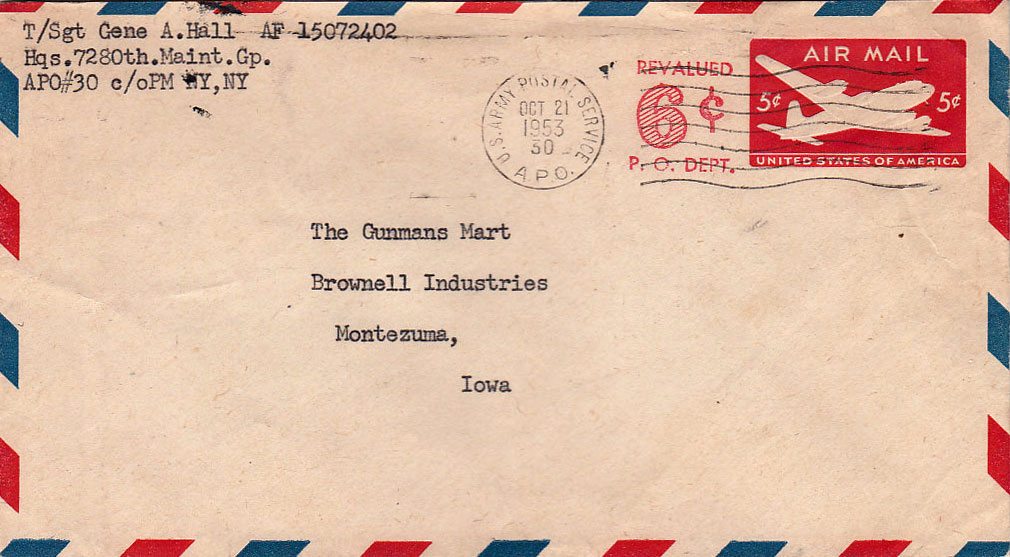 T/Sgt Gene A.Hall AF 15072402
Hqs.7280th.Maint.Gp.
APO#30 c/oPM NY,NY
U.S. ARMY POSTAL SERVICE
OCT 21
1953
30
A.P.O.
REVALUED
6¢
P. O. DEPT.
AIR MAIL
5¢ 5¢
UNITED STATES OF AMERICA
The Gunmans Mart
Brownell Industries
Montezuma,
Iowa